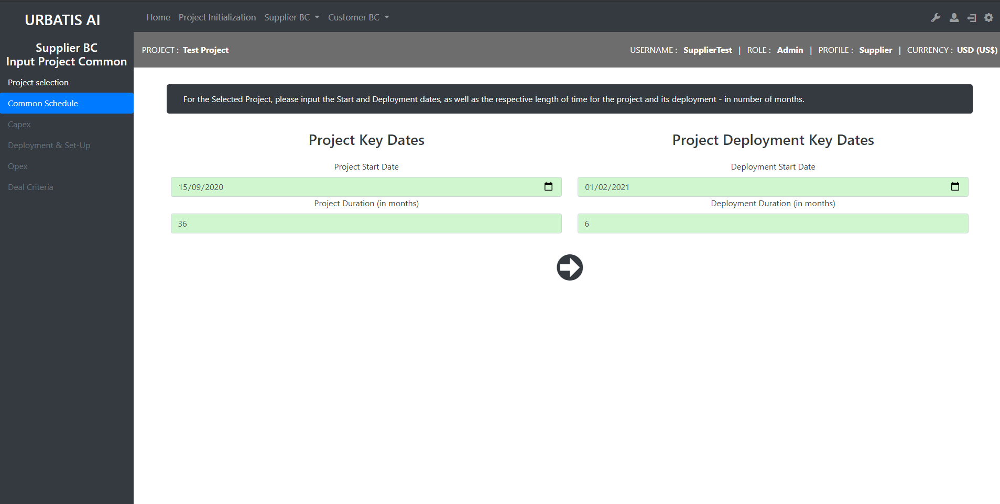 URBATIS AI
Home Project Initialization Supplier BC Customer BC
Supplier BC
Input Project Common
Project selection
Common Schedule
Capex
Deployment & Set-Up
Opex
Deal Criteria
PROJECT : Test Project
USERNAME : SupplierTest | ROLE : Admin | PROFILE : Supplier | CURRENCY : USD (US$)
For the Selected Project, please input the Start and Deployment dates, as well as the respective length of time for the project and its deployment - in number of months.
Project Key Dates
Project Start Date
15/09/2020
Project Duration (in months)
36
Project Deployment Key Dates
Deployment Start Date
01/02/2021
Deployment Duration (in months)
6